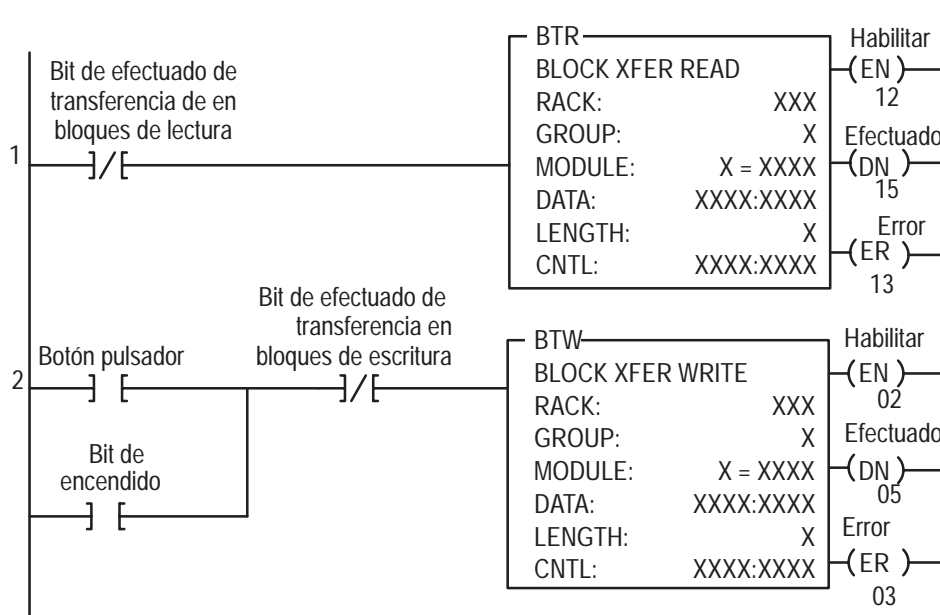 BTR
Habilitar
Bit de efectuado de
transferencia de en
bloques de lectura
BLOCK XFER READ
(EN)
12
RACK: XXX
GROUP: X
Efectuado
1
MODULE: X = XXXX
(DN)
15
DATA: XXXX:XXXX
LENGTH: X
Error
CNTL: XXXX:XXXX
(ER)
13
Bit de efectuado de
transferencia en
bloques de escritura
BTW
Habilitar
Botón pulsador
2
BLOCK XFER WRITE
(EN)
02
RACK: XXX
GROUP: X
Efectuado
Bit de
encendido
MODULE: X = XXXX
(DN)
05
DATA: XXXX:XXXX
LENGTH: X
Error
CNTL: XXXX:XXXX
(ER)
03